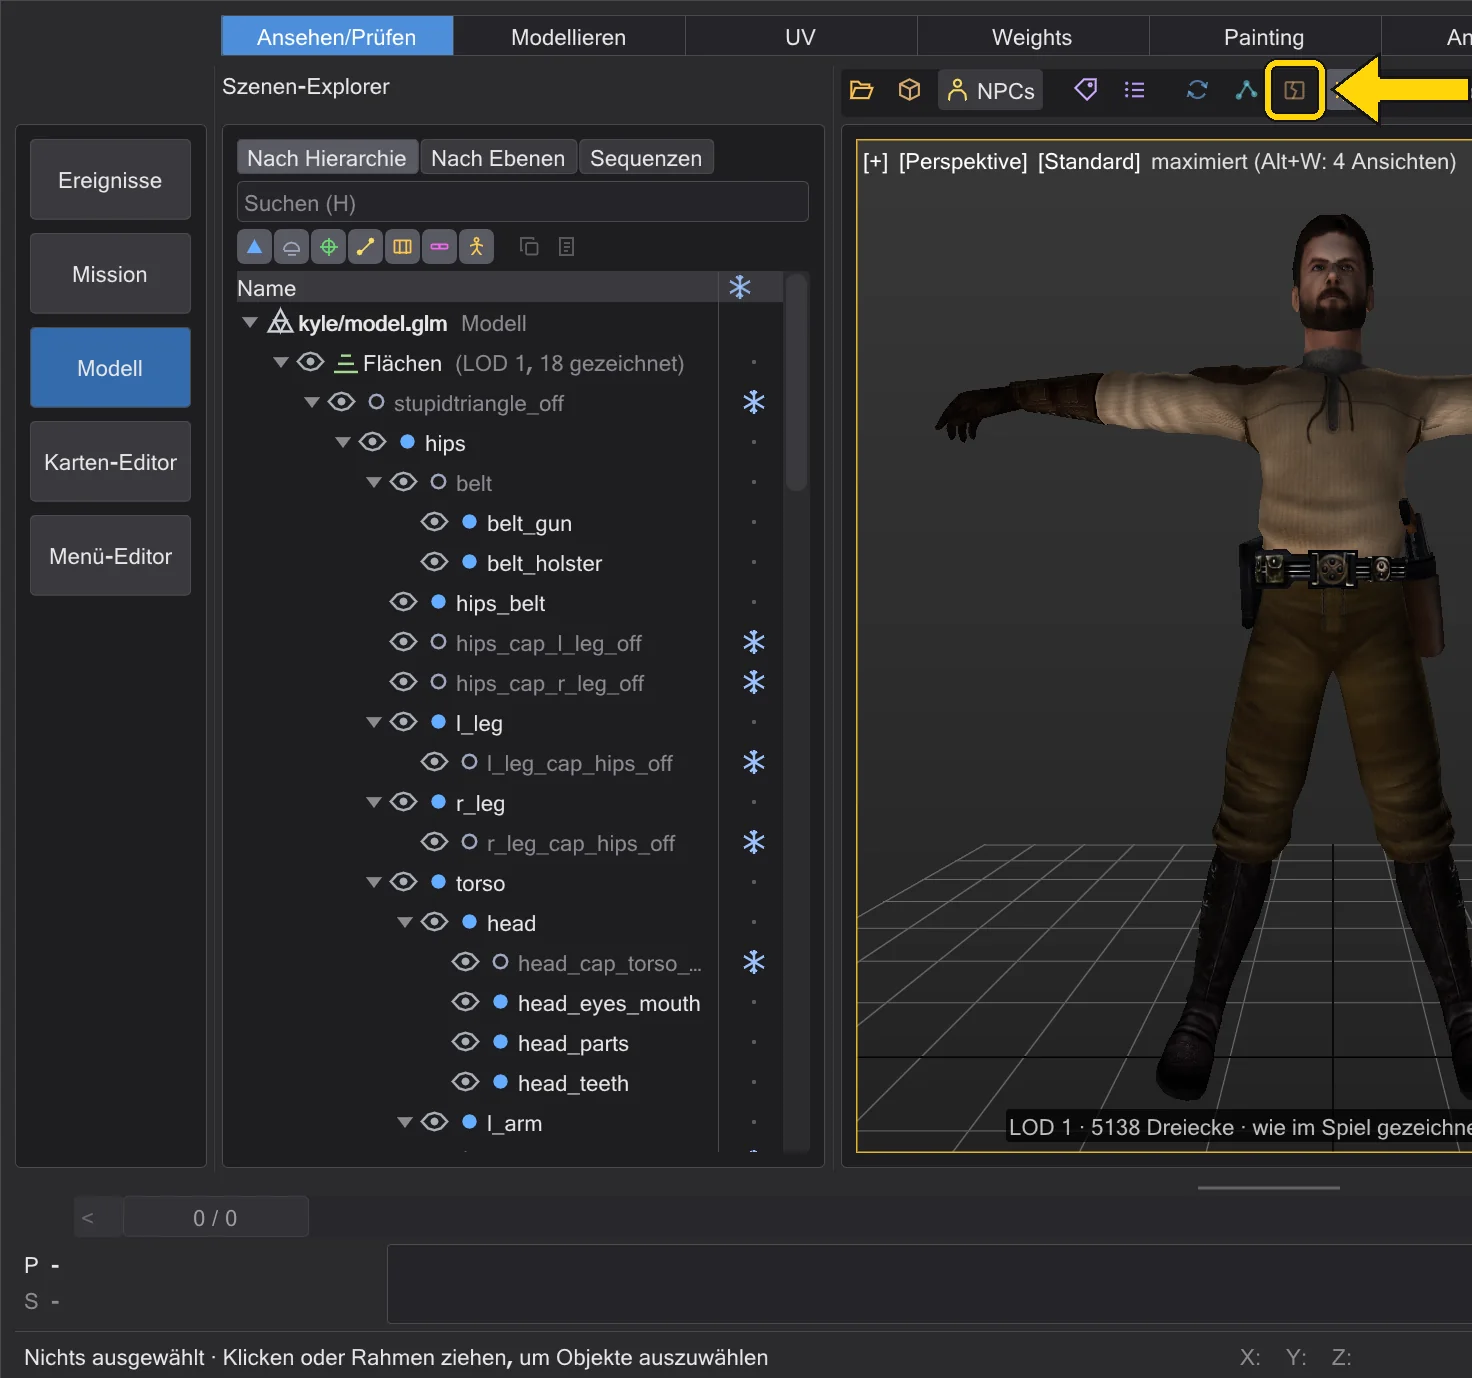 Ansehen/Prüfen Modellieren UV Weights Painting An
Szenen-Explorer
NPCs
Ereignisse
Mission
Modell
Karten-Editor
Menü-Editor
Nach Hierarchie Nach Ebenen Sequenzen
Suchen (H)
Name
kyle/model.glm Modell
Flächen (LOD 1, 18 gezeichnet)
stupidtriangle_off
hips
belt
belt_gun
belt_holster
hips_belt
hips_cap_l_leg_off
hips_cap_r_leg_off
l_leg
l_leg_cap_hips_off
r_leg
r_leg_cap_hips_off
torso
head
head_cap_torso_...
head_eyes_mouth
head_parts
head_teeth
l_arm
[+] [Perspektive] [Standard] maximiert (Alt+W: 4 Ansichten)
LOD 1 · 5138 Dreiecke · wie im Spiel gezeichne
< 0 / 0
P -
S -
Nichts ausgewählt · Klicken oder Rahmen ziehen, um Objekte auszuwählen
X: Y: Z: